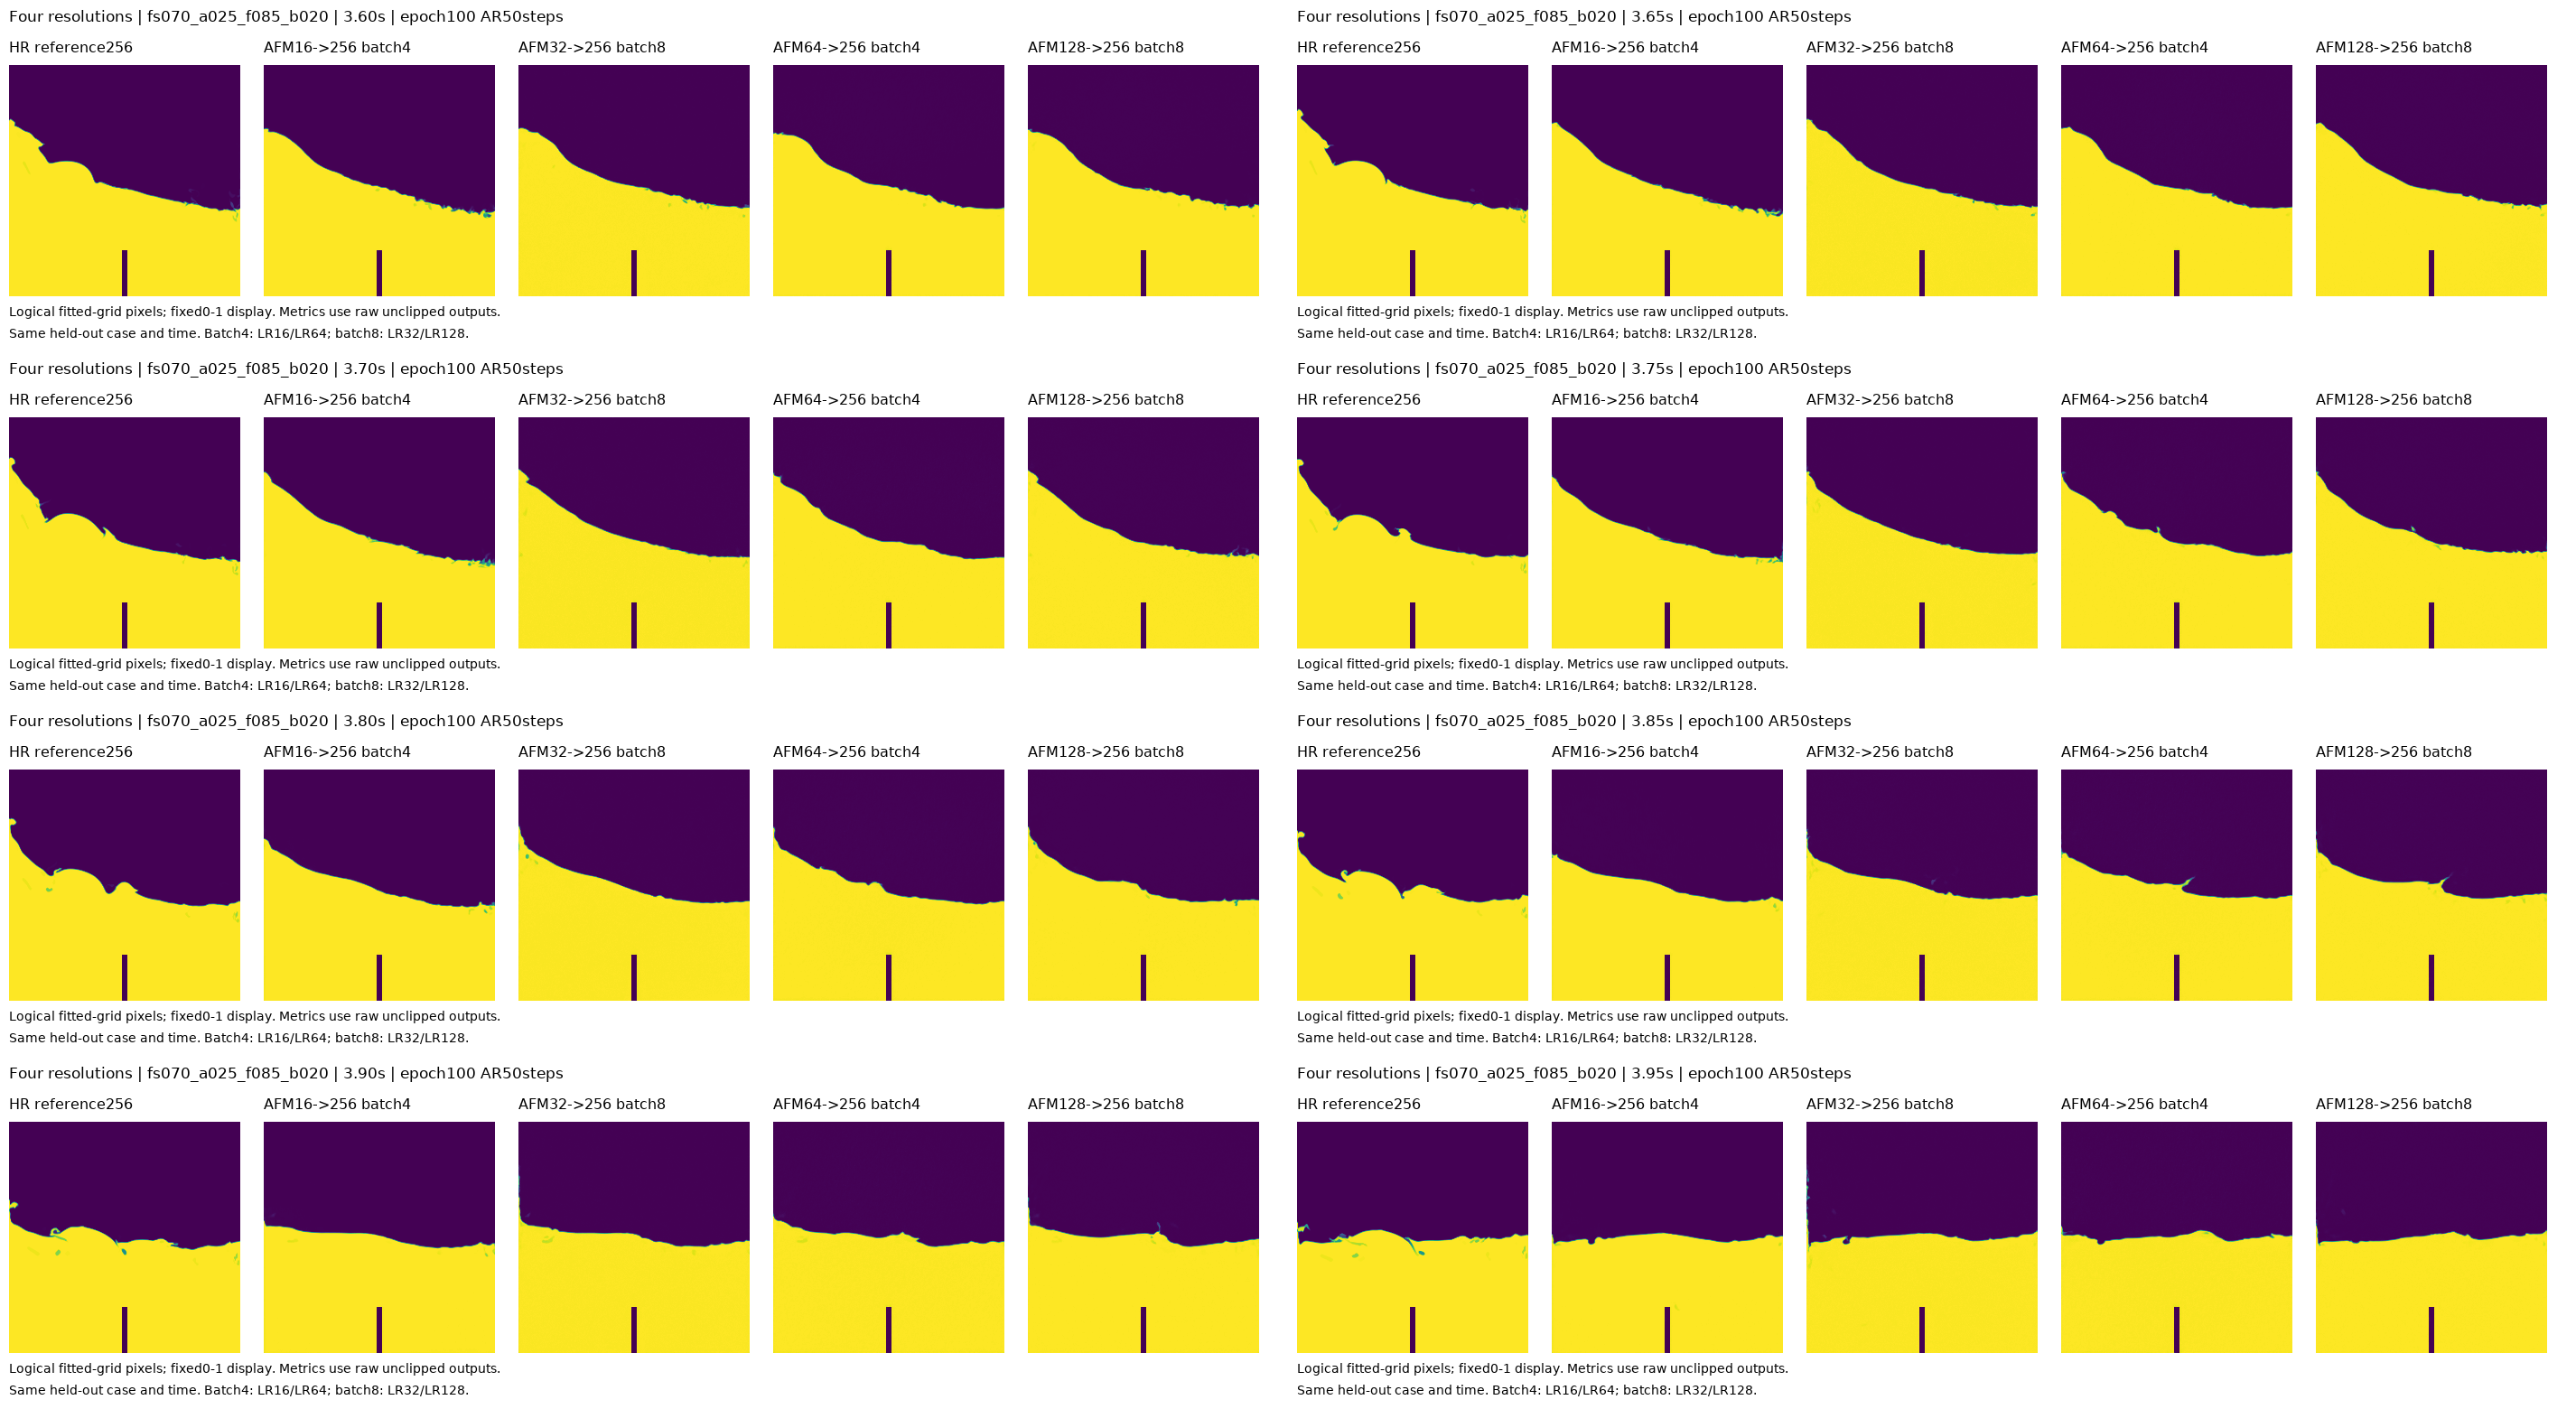 Four resolutions | fs070_a025_f085_b020 | 3.60s | epoch100 AR50steps
HR reference256 AFM16->256 batch4 AFM32->256 batch8 AFM64->256 batch4 AFM128->256 batch8
Logical fitted-grid pixels; fixed0-1 display. Metrics use raw unclipped outputs.
Same held-out case and time. Batch4: LR16/LR64; batch8: LR32/LR128.
Four resolutions | fs070_a025_f085_b020 | 3.65s | epoch100 AR50steps
HR reference256 AFM16->256 batch4 AFM32->256 batch8 AFM64->256 batch4 AFM128->256 batch8
Logical fitted-grid pixels; fixed0-1 display. Metrics use raw unclipped outputs.
Same held-out case and time. Batch4: LR16/LR64; batch8: LR32/LR128.
Four resolutions | fs070_a025_f085_b020 | 3.70s | epoch100 AR50steps
HR reference256 AFM16->256 batch4 AFM32->256 batch8 AFM64->256 batch4 AFM128->256 batch8
Logical fitted-grid pixels; fixed0-1 display. Metrics use raw unclipped outputs.
Same held-out case and time. Batch4: LR16/LR64; batch8: LR32/LR128.
Four resolutions | fs070_a025_f085_b020 | 3.75s | epoch100 AR50steps
HR reference256 AFM16->256 batch4 AFM32->256 batch8 AFM64->256 batch4 AFM128->256 batch8
Logical fitted-grid pixels; fixed0-1 display. Metrics use raw unclipped outputs.
Same held-out case and time. Batch4: LR16/LR64; batch8: LR32/LR128.
Four resolutions | fs070_a025_f085_b020 | 3.80s | epoch100 AR50steps
HR reference256 AFM16->256 batch4 AFM32->256 batch8 AFM64->256 batch4 AFM128->256 batch8
Logical fitted-grid pixels; fixed0-1 display. Metrics use raw unclipped outputs.
Same held-out case and time. Batch4: LR16/LR64; batch8: LR32/LR128.
Four resolutions | fs070_a025_f085_b020 | 3.85s | epoch100 AR50steps
HR reference256 AFM16->256 batch4 AFM32->256 batch8 AFM64->256 batch4 AFM128->256 batch8
Logical fitted-grid pixels; fixed0-1 display. Metrics use raw unclipped outputs.
Same held-out case and time. Batch4: LR16/LR64; batch8: LR32/LR128.
Four resolutions | fs070_a025_f085_b020 | 3.90s | epoch100 AR50steps
HR reference256 AFM16->256 batch4 AFM32->256 batch8 AFM64->256 batch4 AFM128->256 batch8
Logical fitted-grid pixels; fixed0-1 display. Metrics use raw unclipped outputs.
Same held-out case and time. Batch4: LR16/LR64; batch8: LR32/LR128.
Four resolutions | fs070_a025_f085_b020 | 3.95s | epoch100 AR50steps
HR reference256 AFM16->256 batch4 AFM32->256 batch8 AFM64->256 batch4 AFM128->256 batch8
Logical fitted-grid pixels; fixed0-1 display. Metrics use raw unclipped outputs.
Same held-out case and time. Batch4: LR16/LR64; batch8: LR32/LR128.